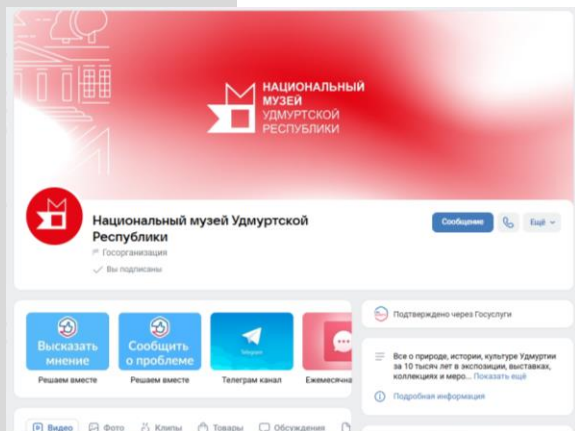 НАЦИОНАЛЬНЫЙ
МУЗЕЙ
УДМУРТСКОЙ
РЕСПУБЛИКИ
Национальный музей Удмуртской
Республики
Госорганизация
Вы подписаны
Сообщение
Ещё
Высказать
мнение
Решаем вместе
Сообщить
о проблеме
Решаем вместе
Telegram
Телеграм канал
Ежемесячна
Подтверждено через Госуслуги
Все о природе, истории, культуре Удмуртии
за 10 тысяч лет в экспозиции, выставках,
коллекциях и меро... Показать ещё
Подробная информация
Видео Фото Клипы Товары Обсуждения